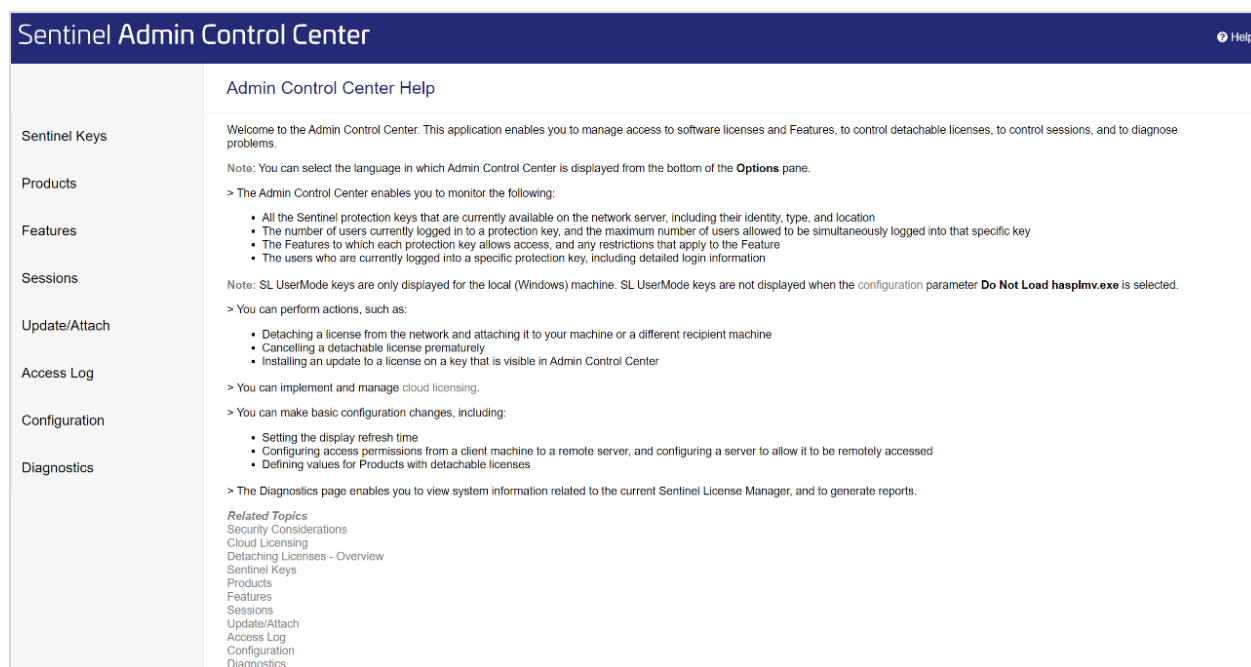 Sentinel Admin Control Center
Help
Admin Control Center Help
Sentinel Keys
Products
Features
Sessions
Update/Attach
Access Log
Configuration
Diagnostics
Welcome to the Admin Control Center. This application enables you to manage access to software licenses and Features, to control detachable licenses, to control sessions, and to diagnose
problems.
Note: You can select the language in which Admin Control Center is displayed from the bottom of the Options pane.
> The Admin Control Center enables you to monitor the following:
• All the Sentinel protection keys that are currently available on the network server, including their identity, type, and location
• The number of users currently logged in to a protection key, and the maximum number of users allowed to be simultaneously logged into that specific key
• The Features to which each protection key allows access, and any restrictions that apply to the Feature
• The users who are currently logged into a specific protection key, including detailed login information
Note: SL UserMode keys are only displayed for the local (Windows) machine. SL UserMode keys are not displayed when the configuration parameter Do Not Load hasplmv.exe is selected.
> You can perform actions, such as:
• Detaching a license from the network and attaching it to your machine or a different recipient machine
• Cancelling a detachable license prematurely
• Installing an update to a license on a key that is visible in Admin Control Center
> You can implement and manage cloud licensing.
> You can make basic configuration changes, including:
• Setting the display refresh time
• Configuring access permissions from a client machine to a remote server, and configuring a server to allow it to be remotely accessed
• Defining values for Products with detachable licenses
> The Diagnostics page enables you to view system information related to the current Sentinel License Manager, and to generate reports.
Related Topics
Security Considerations
Cloud Licensing
Detaching Licenses - Overview
Sentinel Keys
Products
Features
Sessions
Update/Attach
Access Log
Configuration
Diagnostics